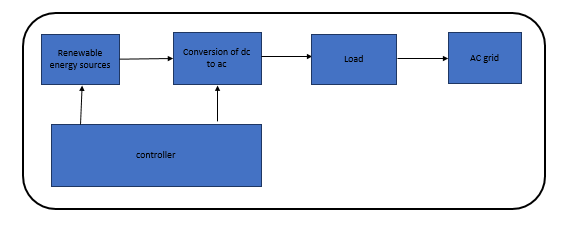 Renewable
energy sources
Conversion of dc
to ac
Load
AC grid
controller